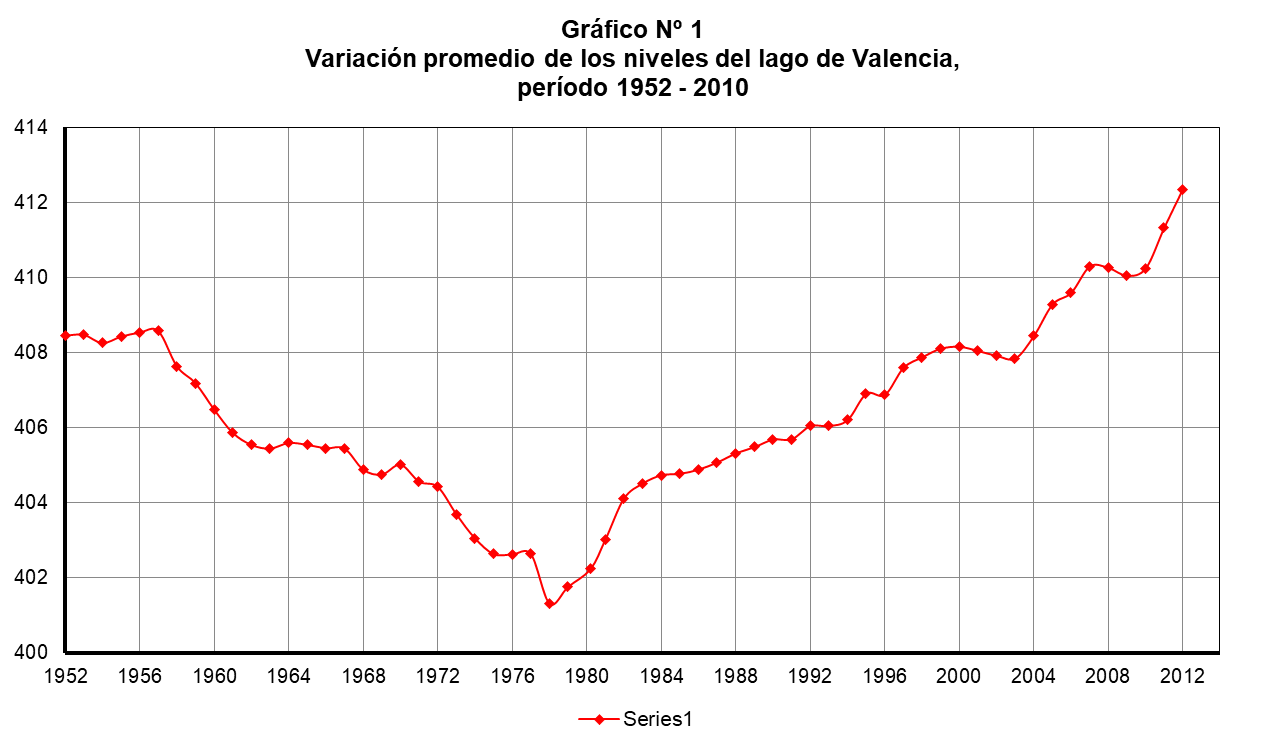 Gráfico Nº 1
Variación promedio de los niveles del lago de Valencia,
período 1952 - 2010
414
412
410
408
406
404
402
400
1952 1956 1960 1964 1968 1972 1976 1980 1984 1988 1992 1996 2000 2004 2008 2012
Series1